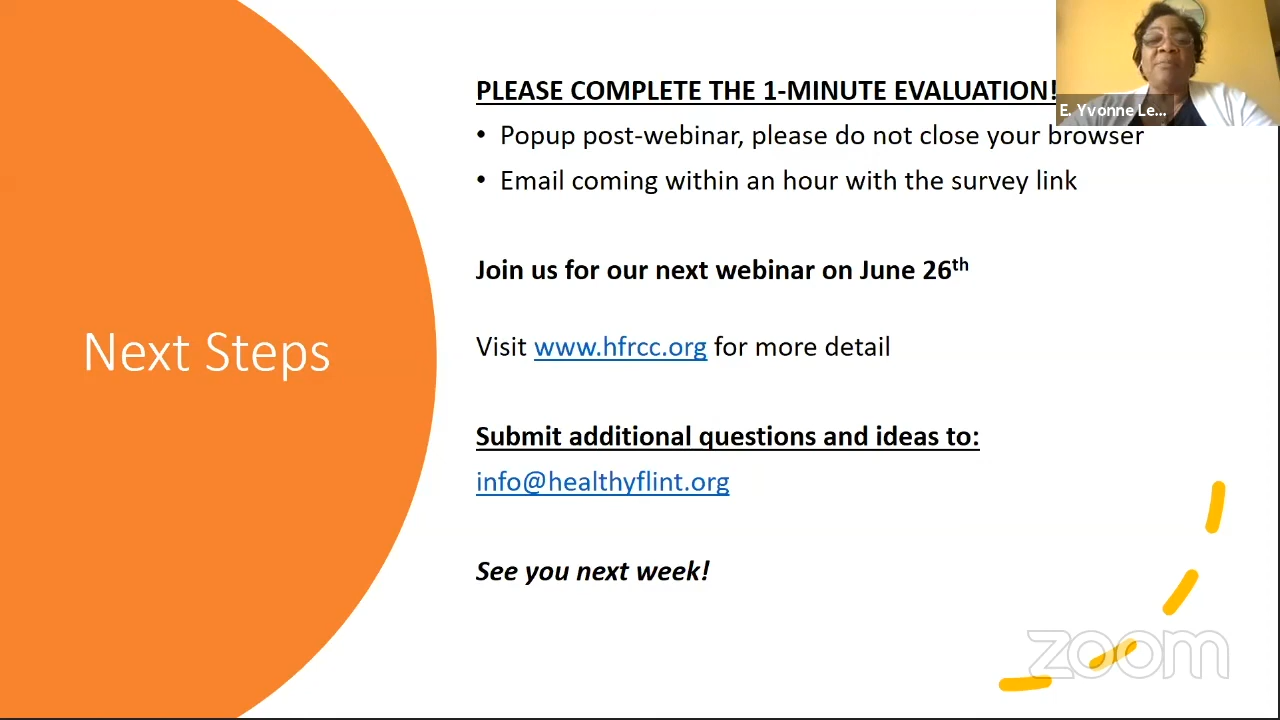 PLEASE COMPLETE THE 1-MINUTE EVALUATION!
E. Yvonne Le...
• Popup post-webinar, please do not close your browser
• Email coming within an hour with the survey link
Join us for our next webinar on June 26th
Next Steps
Visit www.hfrcc.org for more detail
Submit additional questions and ideas to:
info@healthyflint.org
See you next week!
zoom